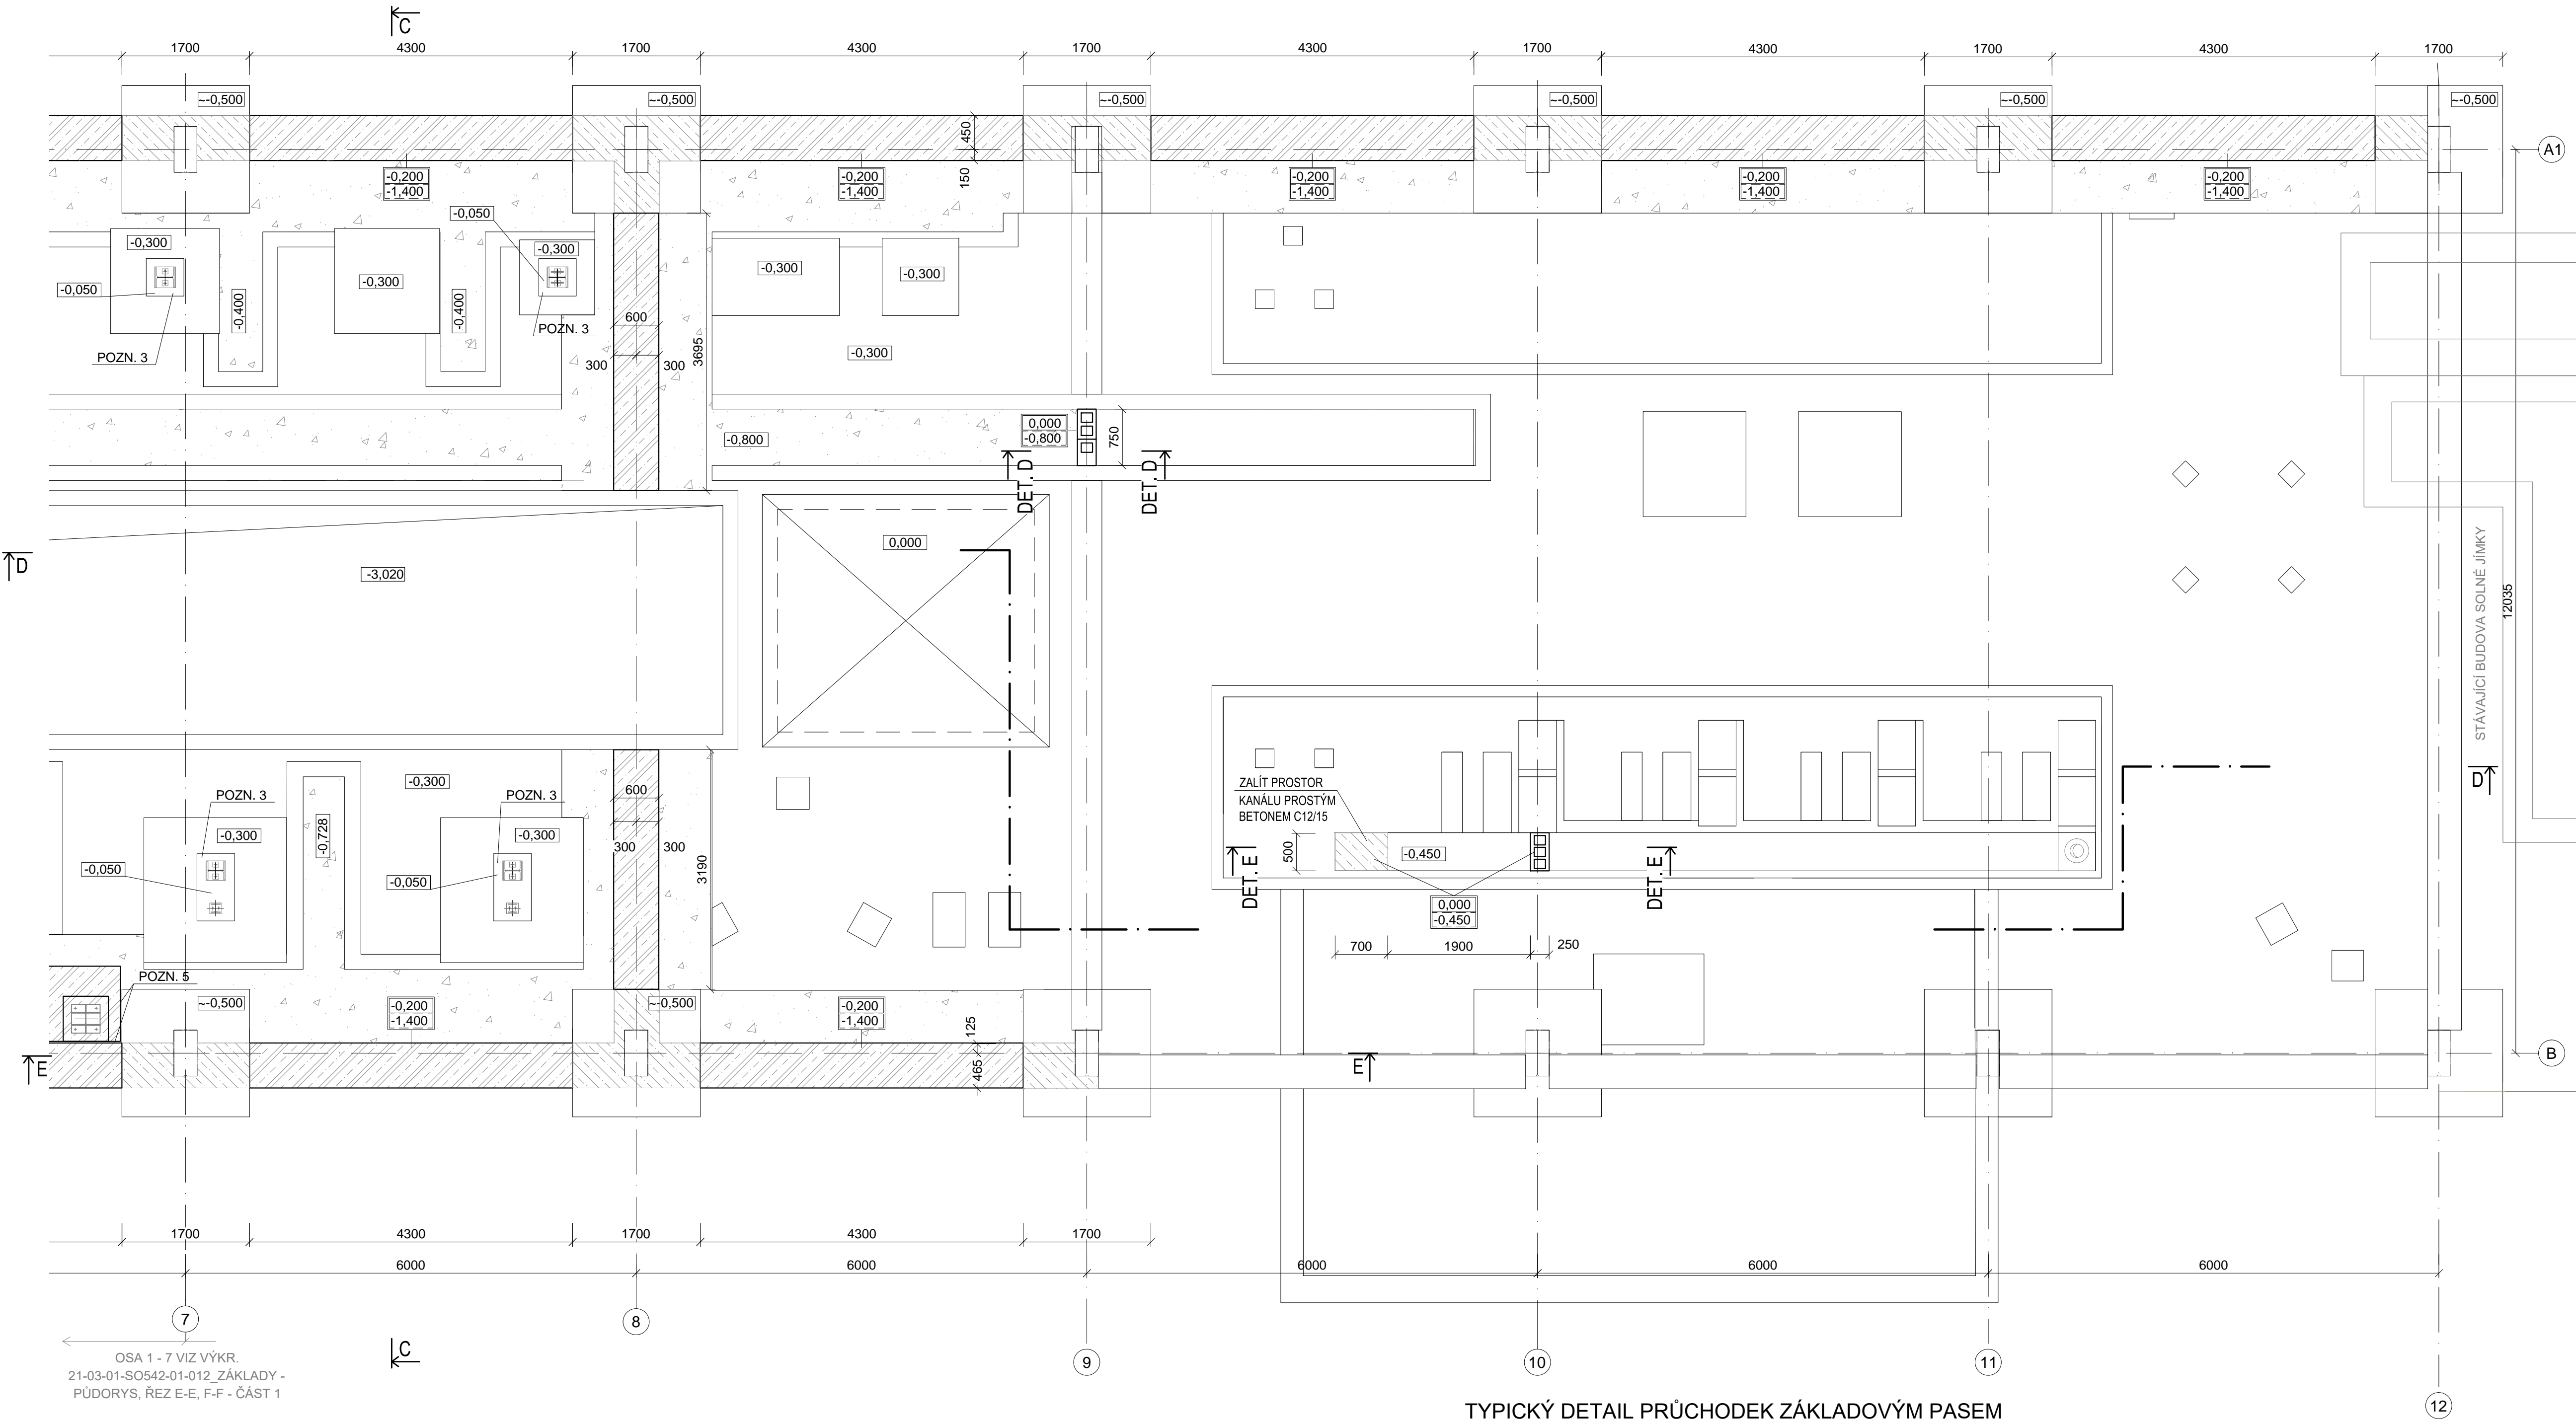 C
1700 4300 1700 4300 1700 4300 1700 4300 1700 4300 1700
~-0,500 ~-0,500 ~-0,500 ~-0,500 ~-0,500 ~-0,500
450
150
A1
-0,200 -0,200 -0,200 -0,200 -0,200
-1,400 -1,400 -1,400 -1,400 -1,400
-0,050
-0,300 -0,300
-0,300 -0,300 -0,300
-0,050
-0,400 -0,400
600
POZN. 3
POZN. 3
3695
-0,300
300 300
0,000
-0,800
-0,800
750
DET. D DET. D
D
0,000
-3,020
STÁVAJÍCÍ BUDOVA SOLNÉ JÍMKY
12035
D
-0,300
600
ZALÍT PROSTOR
KANÁLU PROSTÝM
BETONEM C12/15
POZN. 3 POZN. 3
-0,728
-0,300 -0,300
300 300
3190
500
-0,450
DET. E DET. E
-0,050 -0,050
0,000
-0,450
700 1900 250
POZN. 5
~-0,500 ~-0,500
-0,200 -0,200
-1,400 -1,400
125
465
E
E
B
1700 4300 1700 4300 1700
6000 6000 6000 6000 6000
7 8 9 10 11 12
C
OSA 1 - 7 VIZ VÝKR.
21-03-01-SO542-01-012_ZÁKLADY -
PŮDORYS, ŘEZ E-E, F-F - ČÁST 1
TYPICKÝ DETAIL PRŮCHODEK ZÁKLADOVÝM PASEM